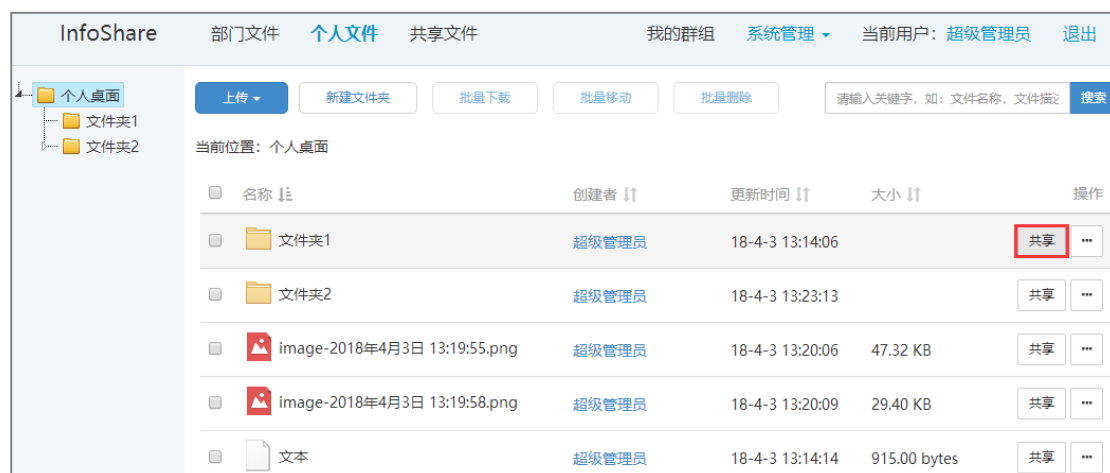 InfoShare 部门文件 个人文件 共享文件 我的群组 系统管理 当前用户：超级管理员 退出
个人桌面
文件夹1
文件夹2
上传 新建文件夹 批量下载 批量移动 批量删除 请输入关键字，如：文件名称，文件描述 搜索
当前位置：个人桌面
名称 创建者 更新时间 大小 操作
文件夹1 超级管理员 18-4-3 13:14:06 共享 ...
文件夹2 超级管理员 18-4-3 13:23:13 共享 ...
image-2018年4月3日 13:19:55.png 超级管理员 18-4-3 13:20:06 47.32 KB 共享 ...
image-2018年4月3日 13:19:58.png 超级管理员 18-4-3 13:20:09 29.40 KB 共享 ...
文本 超级管理员 18-4-3 13:14:14 915.00 bytes 共享 ...